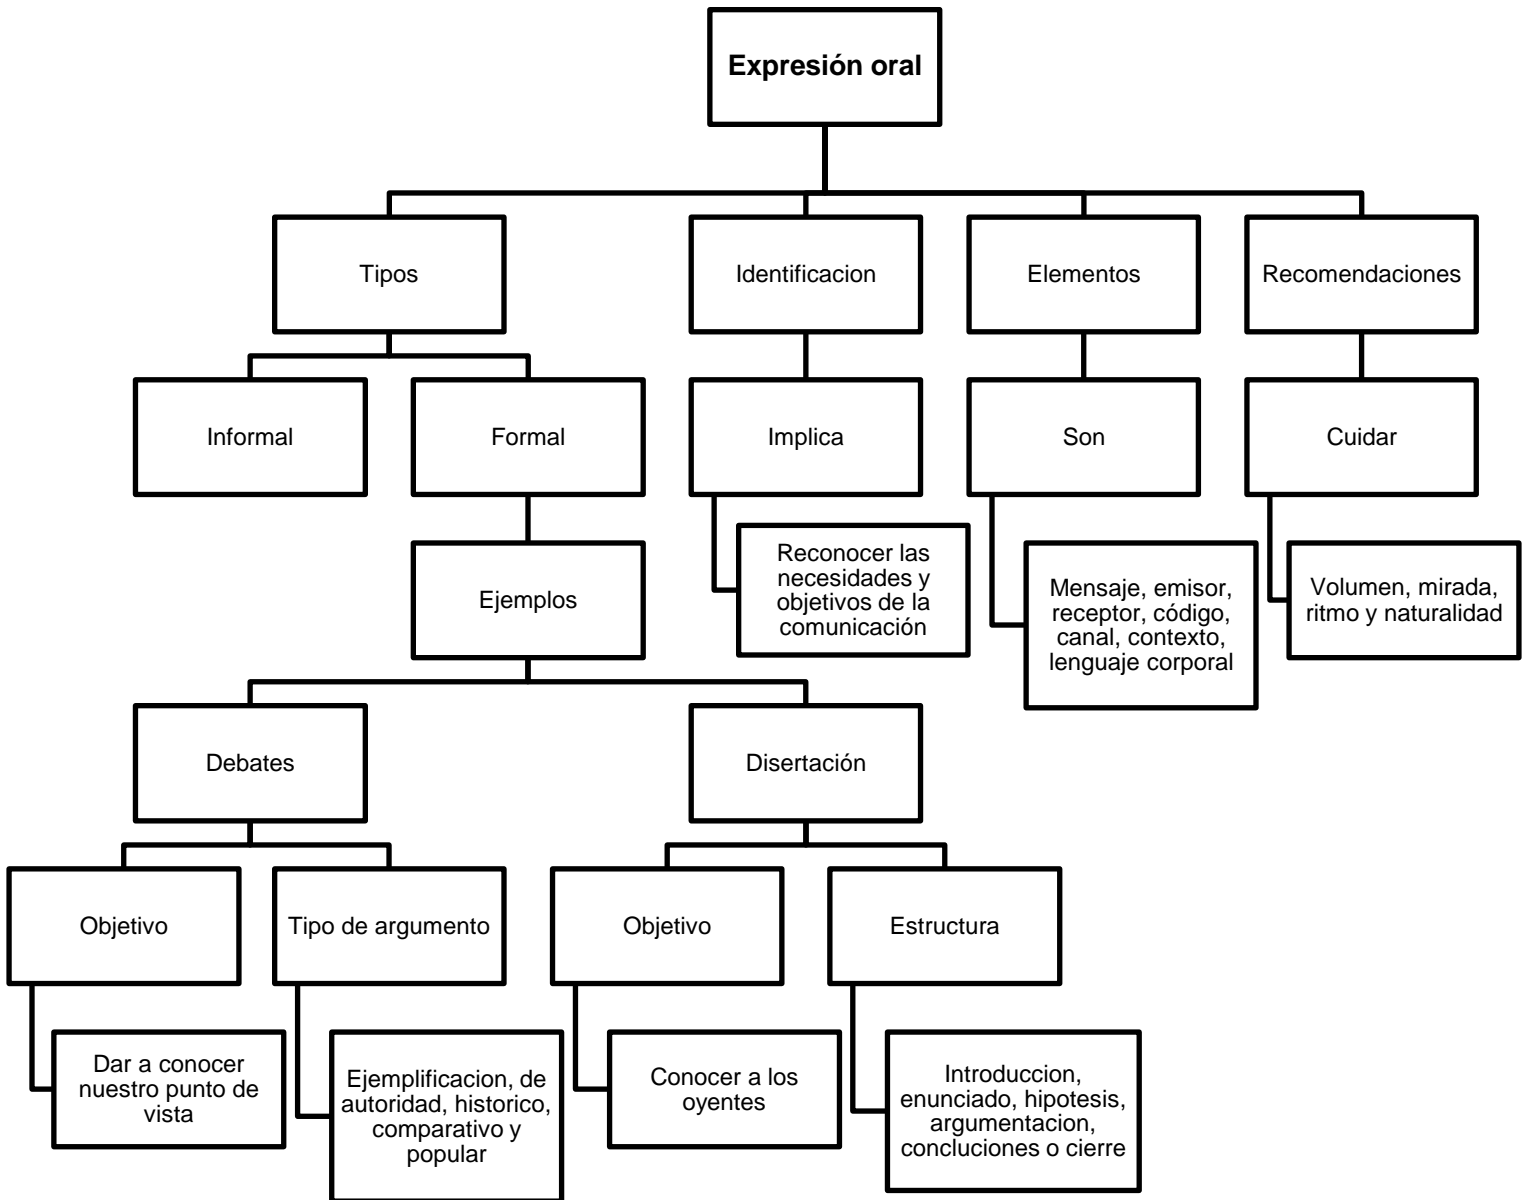 Expresión oral
Tipos
Identificacion
Elementos
Recomendaciones
Informal
Formal
Implica
Son
Cuidar
Ejemplos
Reconocer las
necesidades y
objetivos de la
comunicación
Mensaje, emisor,
receptor, código,
canal, contexto,
lenguaje corporal
Volumen, mirada,
ritmo y naturalidad
Debates
Disertación
Objetivo
Tipo de argumento
Objetivo
Estructura
Dar a conocer
nuestro punto de
vista
Ejemplificacion, de
autoridad, historico,
comparativo y
popular
Conocer a los
oyentes
Introduccion,
enunciado, hipotesis,
argumentacion,
concluciones o cierre